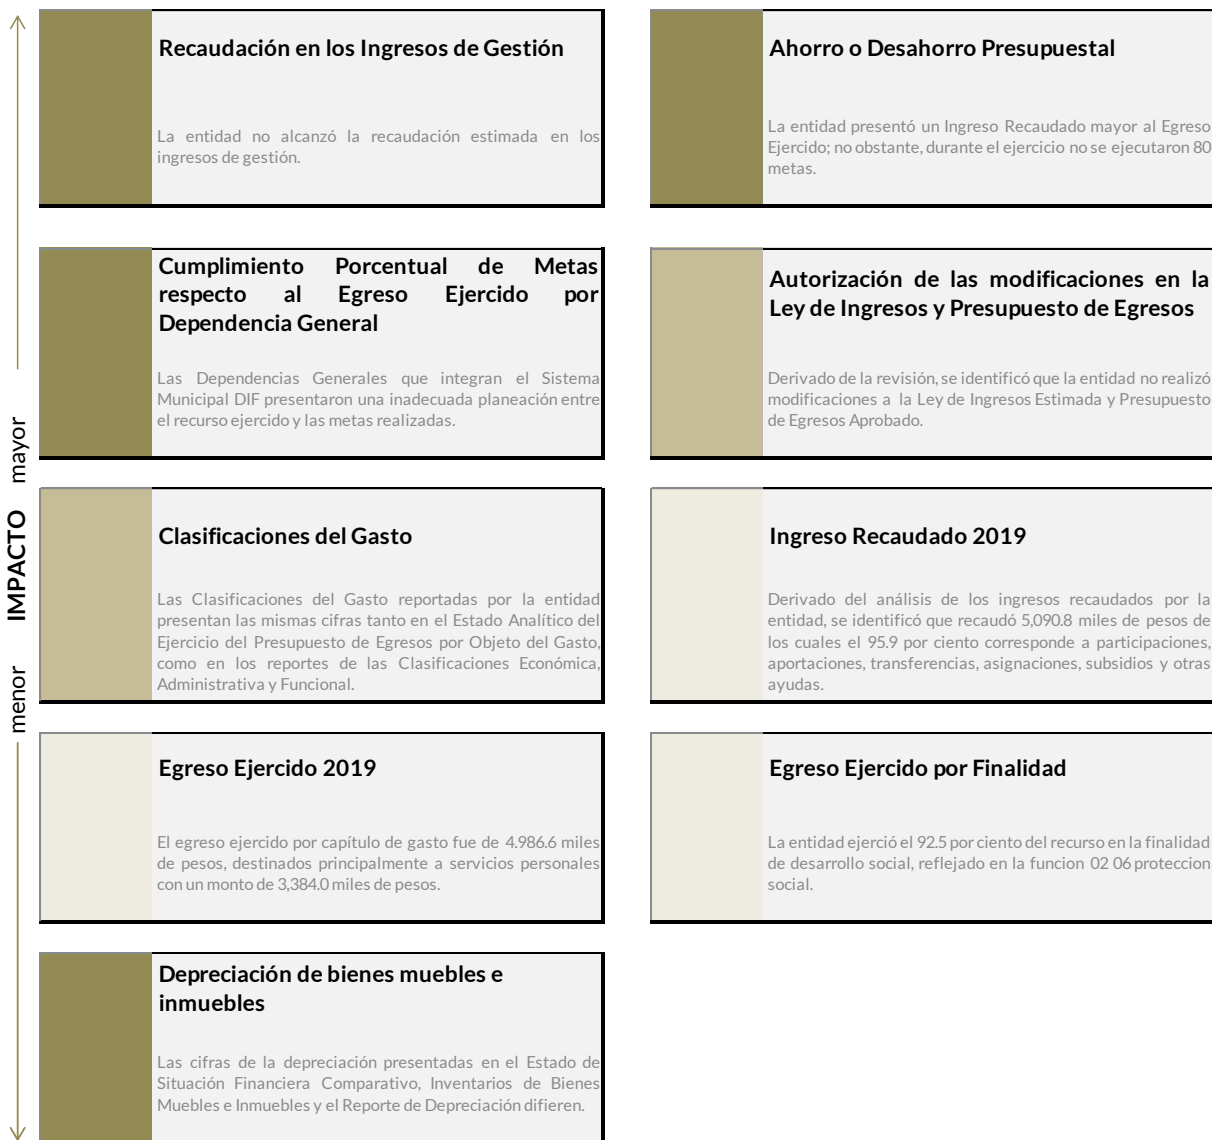 Recaudación en los Ingresos de Gestión
La entidad no alcanzó la recaudación estimada en los
ingresos de gestión.
Ahorro o Desahorro Presupuestal
La entidad presentó un Ingreso Recaudado mayor al Egreso
Ejercido; no obstante, durante el ejercicio no se ejecutaron 80
metas.
Cumplimiento Porcentual de Metas
respecto al Egreso Ejercido por
Dependencia General
Las Dependencias Generales que integran el Sistema
Municipal DIF presentaron una inadecuada planeación entre
el recurso ejercido y las metas realizadas.
Autorización de las modificaciones en la
Ley de Ingresos y Presupuesto de Egresos
Derivado de la revisión, se identificó que la entidad no realizó
modificaciones a la Ley de Ingresos Estimada y Presupuesto
de Egresos Aprobado.
menor IMPACTO mayor
Clasificaciones del Gasto
Las Clasificaciones del Gasto reportadas por la entidad
presentan las mismas cifras tanto en el Estado Analítico del
Ejercicio del Presupuesto de Egresos por Objeto del Gasto,
como en los reportes de las Clasificaciones Económica,
Administrativa y Funcional.
Ingreso Recaudado 2019
Derivado del análisis de los ingresos recaudados por la
entidad, se identificó que recaudó 5,090.8 miles de pesos de
los cuales el 95.9 por ciento corresponde a participaciones,
aportaciones, transferencias, asignaciones, subsidios y otras
ayudas.
Egreso Ejercido 2019
El egreso ejercido por capítulo de gasto fue de 4.986.6 miles
de pesos, destinados principalmente a servicios personales
con un monto de 3,384.0 miles de pesos.
Egreso Ejercido por Finalidad
La entidad ejerció el 92.5 por ciento del recurso en la finalidad
de desarrollo social, reflejado en la funcion 02 06 proteccion
social.
Depreciación de bienes muebles e
inmuebles
Las cifras de la depreciación presentadas en el Estado de
Situación Financiera Comparativo, Inventarios de Bienes
Muebles e Inmuebles y el Reporte de Depreciación difieren.